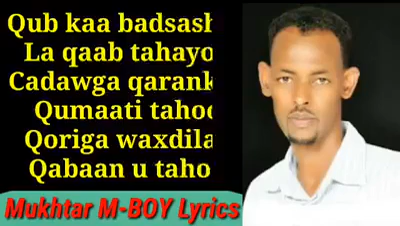 Qub kaa badsash
La qaab tahayo
Cadawga qarank
Qumaati tahoo
Qoriga waxdila
Qabaan u taho
Mukhtar M-BOY Lyrics